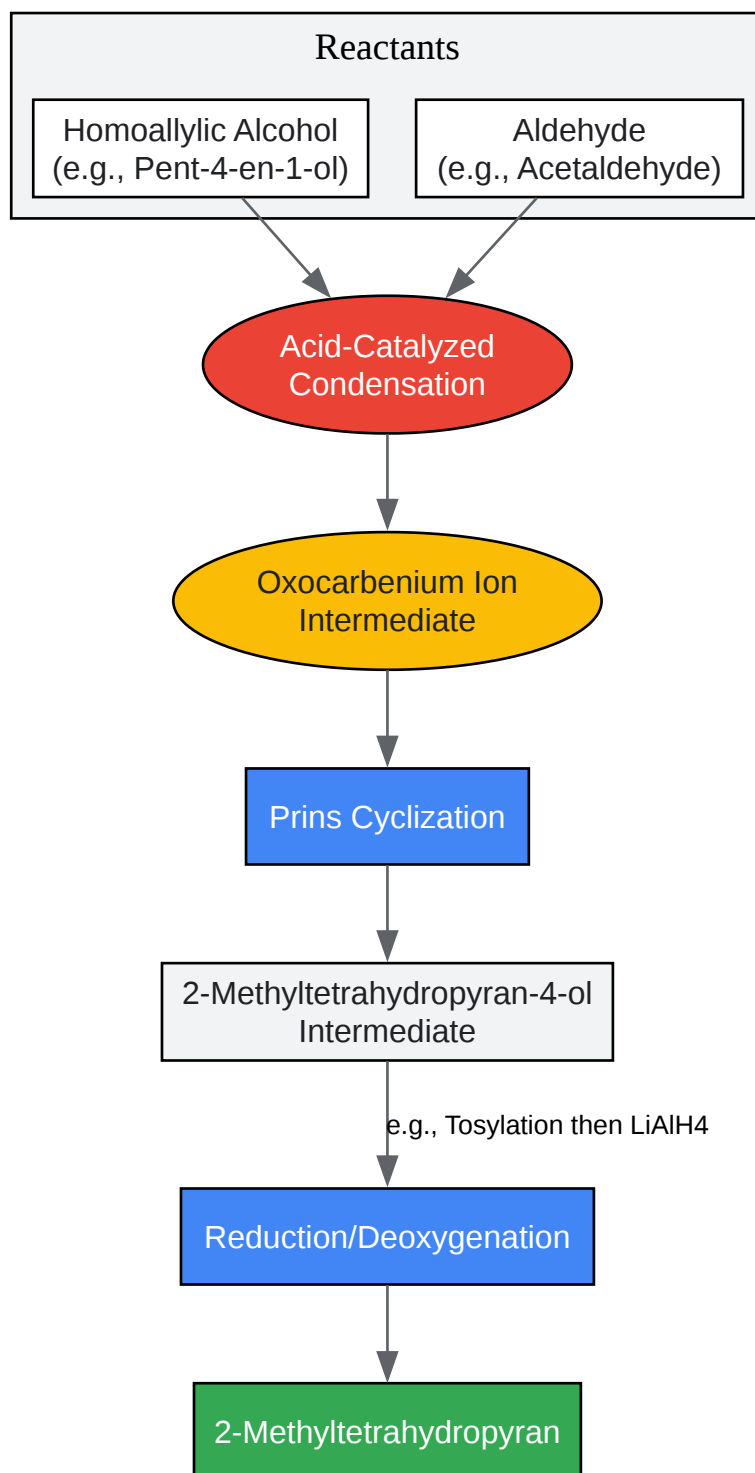 Reactants
Homoallylic Alcohol
(e.g., Pent-4-en-1-ol)
Aldehyde
(e.g., Acetaldehyde)
Acid-Catalyzed
Condensation
Oxocarbenium Ion
Intermediate
Prins Cyclization
2-Methyltetrahydropyran-4-ol
Intermediate
e.g., Tosylation then LiAlH4
Reduction/Deoxygenation
2-Methyltetrahydropyran